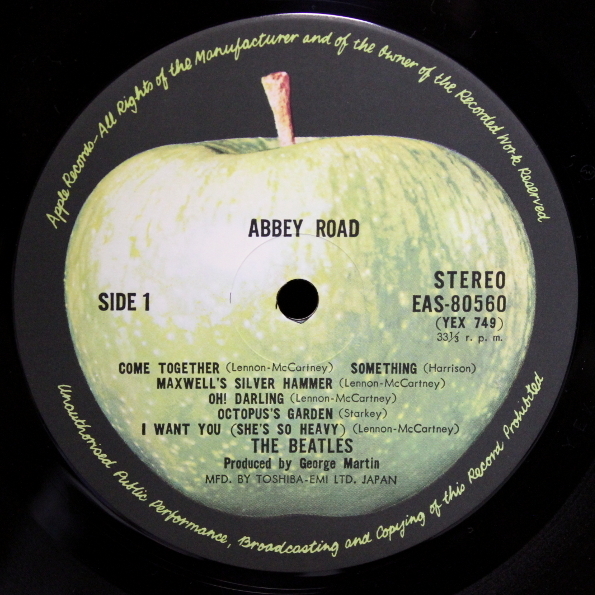 Apple Records-All Rights of the Manufacturer and of the Owner of the Recorded Work Reserved
ABBEY ROAD
SIDE 1
STEREO
EAS-80560
(YEX 749)
33⅓ r. p. m.
COME TOGETHER (Lennon-McCartney) SOMETHING (Harrison)
MAXWELL'S SILVER HAMMER (Lennon-McCartney)
OH! DARLING (Lennon-McCartney)
OCTOPUS'S GARDEN (Starkey)
I WANT YOU (SHE'S SO HEAVY) (Lennon-McCartney)
THE BEATLES
Produced by George Martin
MFD. BY TOSHIBA-EMI LTD. JAPAN
Unauthorised Public Performance, Broadcasting and Copying of this Record Prohibited